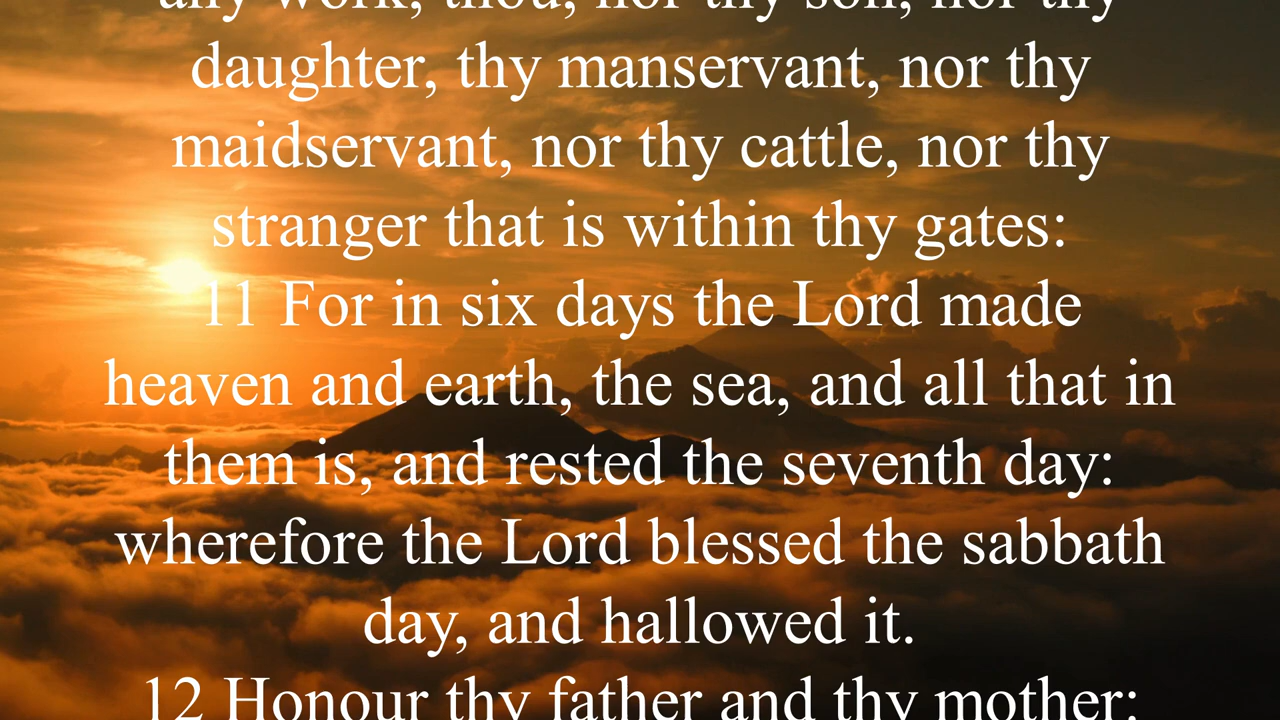 any work, thou, nor thy son, nor thy
daughter, thy manservant, nor thy
maidservant, nor thy cattle, nor thy
stranger that is within thy gates:
11 For in six days the Lord made
heaven and earth, the sea, and all that in
them is, and rested the seventh day:
wherefore the Lord blessed the sabbath
day, and hallowed it.
12 Honour thy father and thy mother: